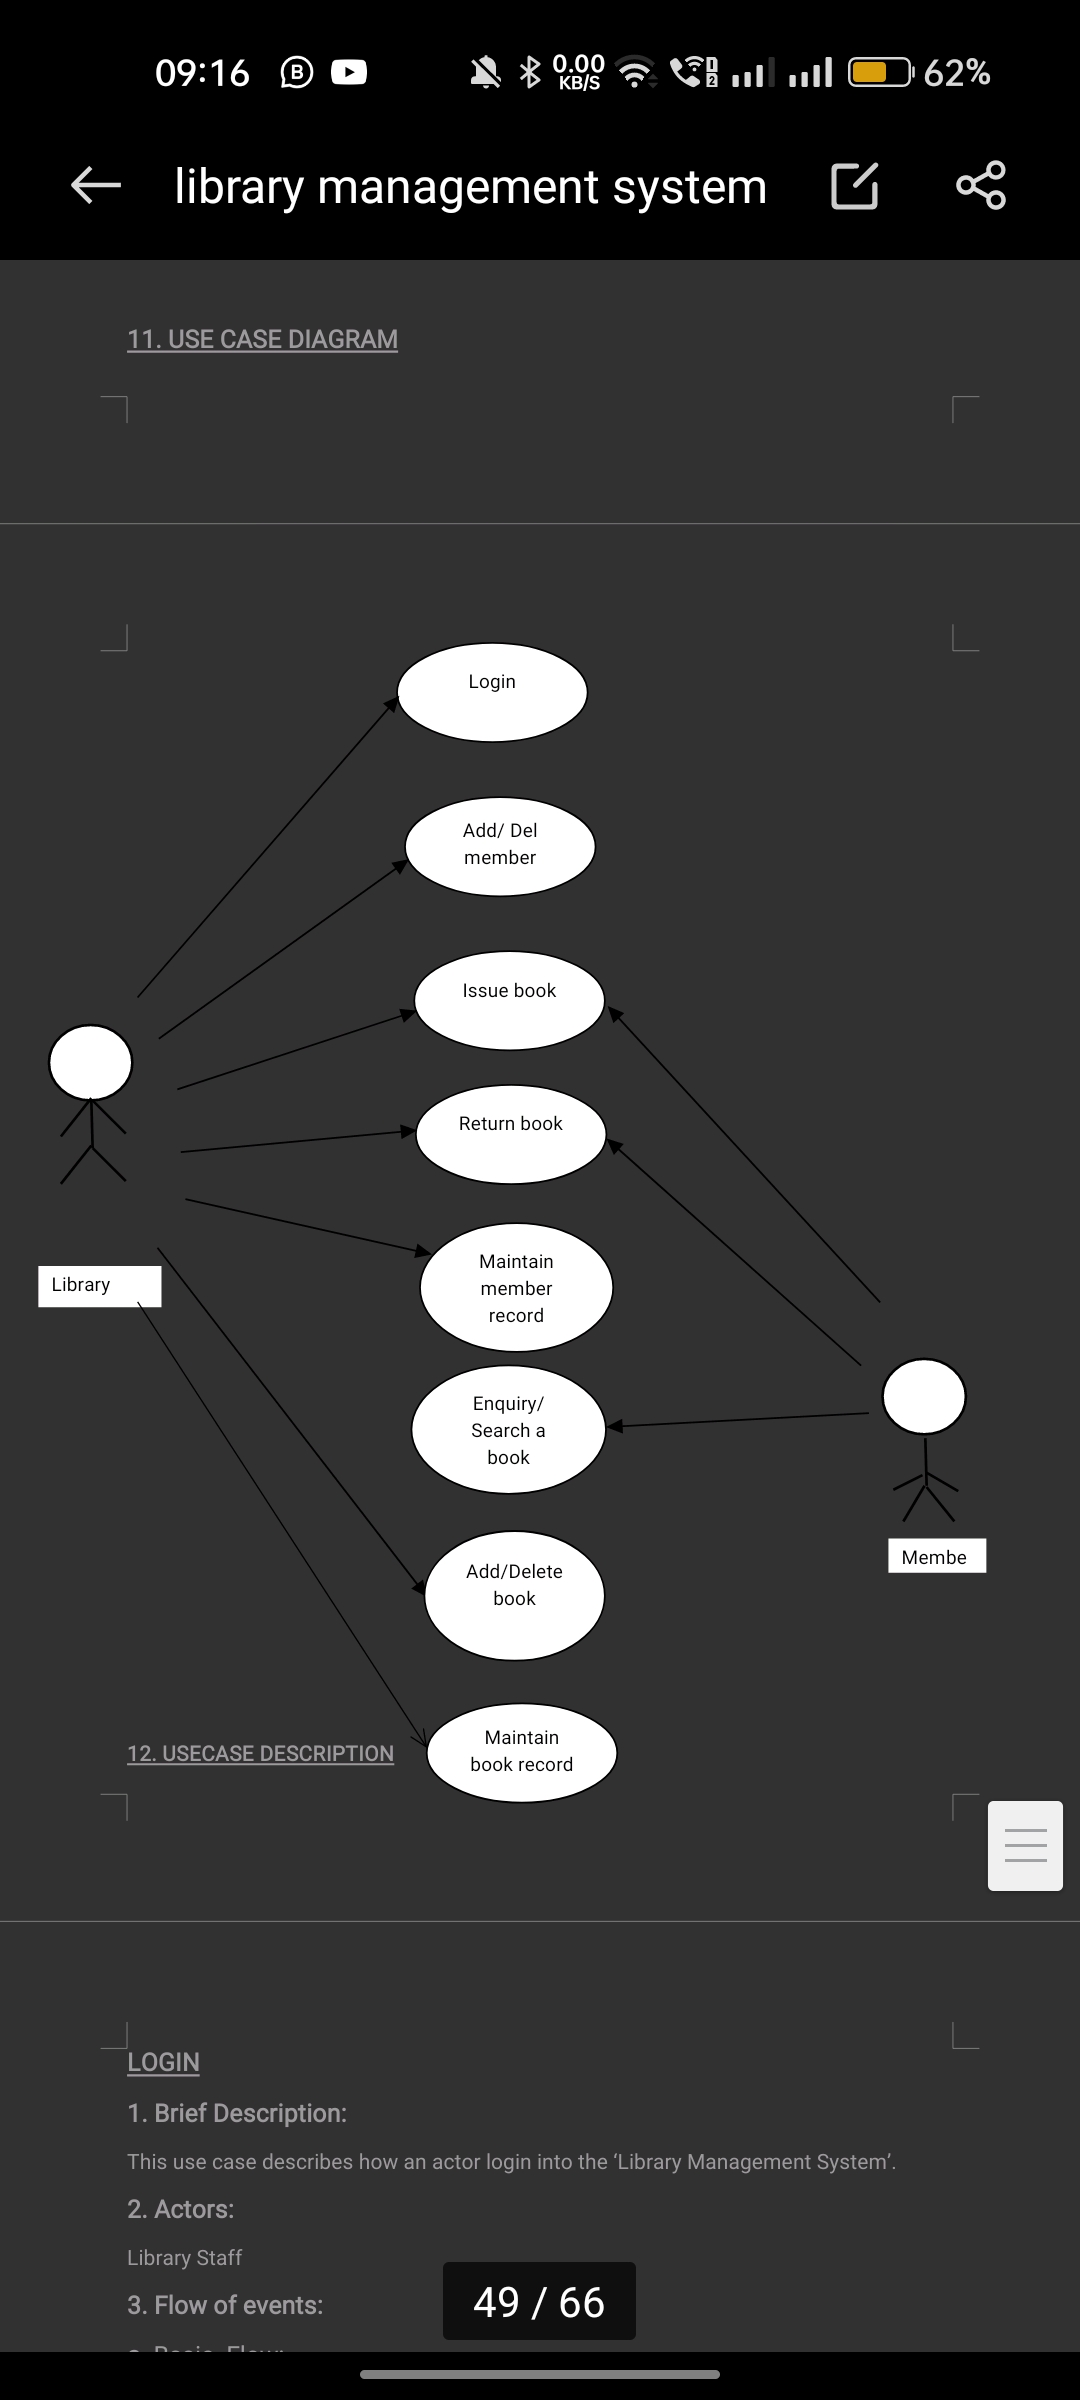 09:16
0.00
KB/S
62%
library management system
11. USE CASE DIAGRAM
Login
Add/ Del
member
Issue book
Return book
Maintain
member
record
Library
Enquiry/
Search a
book
Membe
Add/Delete
book
Maintain
book record
12. USECASE DESCRIPTION
LOGIN
1. Brief Description:
This use case describes how an actor login into the ‘Library Management System’.
2. Actors:
Library Staff
3. Flow of events:
49 / 66